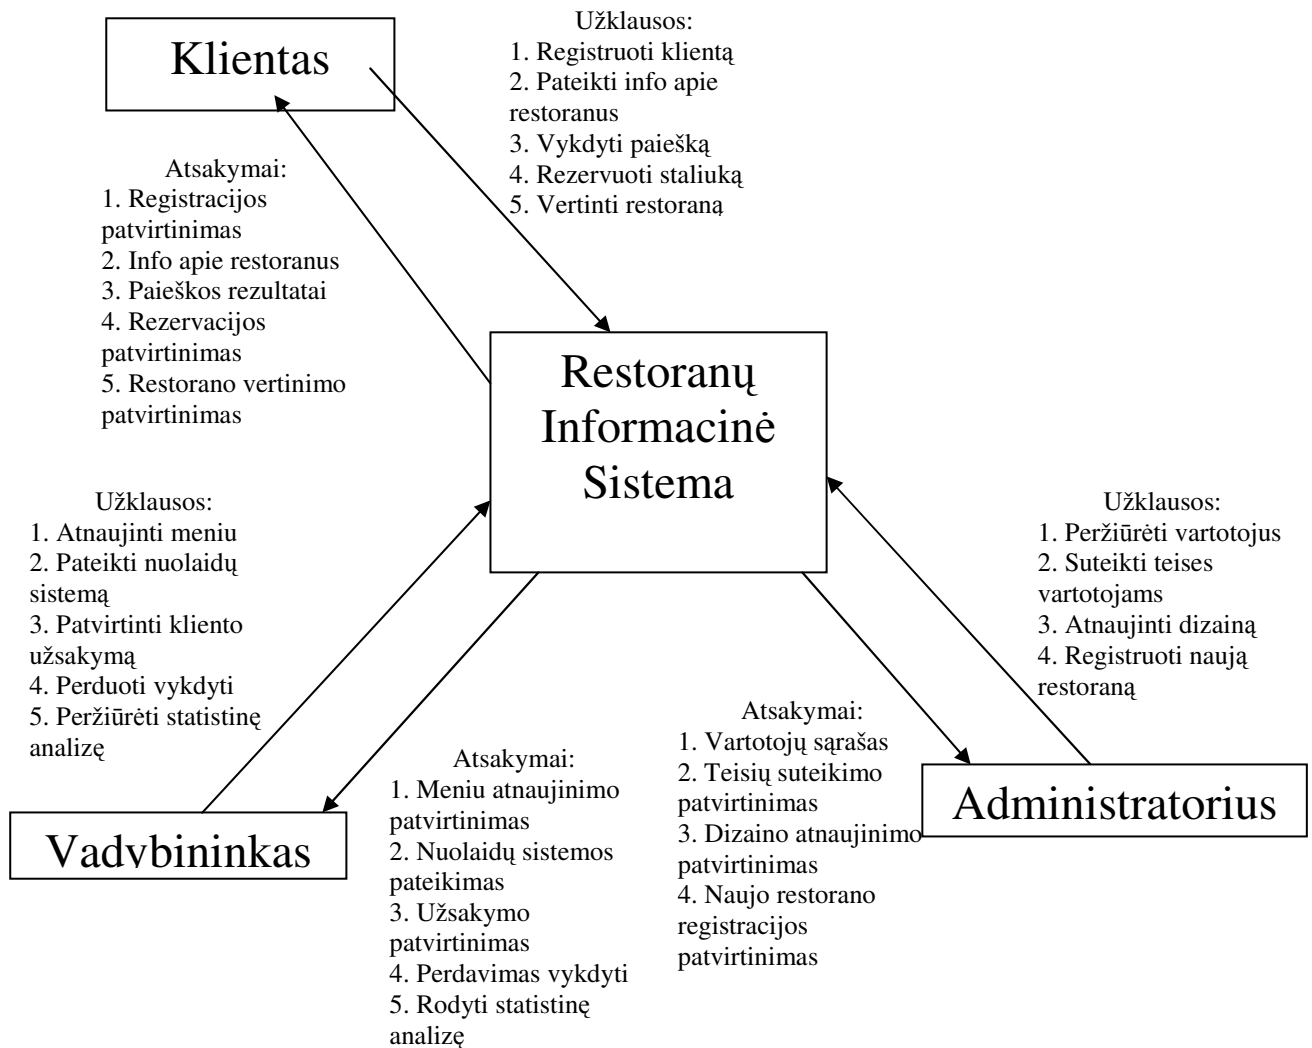 Klientas
Užklausos:
1. Registruoti klientą
2. Pateikti info apie
restoranus
3. Vykdyti paiešką
4. Rezervuoti staliuką
5. Vertinti restoraną
Atsakymai:
1. Registracijos
patvirtinimas
2. Info apie restoranus
3. Paieškos rezultatai
4. Rezervacijos
patvirtinimas
5. Restorano vertinimo
patvirtinimas
Restoranų
Informacinė
Sistema
Užklausos:
1. Atnaujinti meniu
2. Pateikti nuolaidų
sistemą
3. Patvirtinti kliento
užsakymą
4. Perduoti vykdyti
5. Peržiūrėti statistinę
analizę
Užklausos:
1. Peržiūrėti vartotojus
2. Suteikti teises
vartotojams
3. Atnaujinti dizainą
4. Registruoti naują
restoraną
Atsakymai:
1. Vartotojų sąrašas
2. Teisių suteikimo
patvirtinimas
3. Dizaino atnaujinimo
patvirtinimas
4. Naujo restorano
registracijos
patvirtinimas
Administratorius
Vadybininkas
Atsakymai:
1. Meniu atnaujinimo
patvirtinimas
2. Nuolaidų sistemos
pateikimas
3. Užsakymo
patvirtinimas
4. Perdavimas vykdyti
5. Rodyti statistinę
analizę